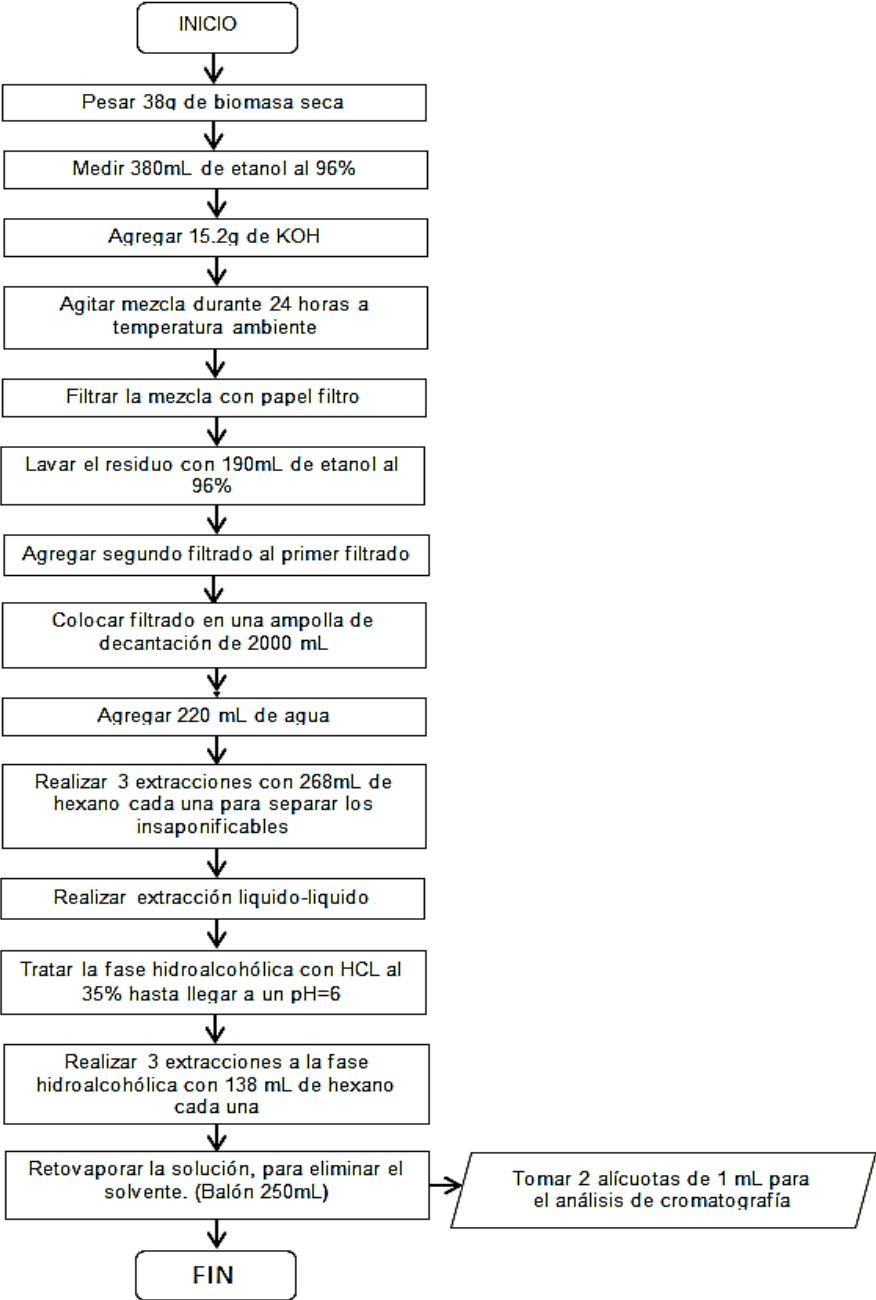 INICIO
Pesar 38g de biomasa seca
Medir 380mL de etanol al 96%
Agregar 15.2g de KOH
Agitar mezcla durante 24 horas a
temperatura ambiente
Filtrar la mezcla con papel filtro
Lavar el residuo con 190mL de etanol al
96%
Agregar segundo filtrado al primer filtrado
Colocar filtrado en una ampolla de
decantación de 2000 mL
Agregar 220 mL de agua
Realizar 3 extracciones con 268mL de
hexano cada una para separar los
insaponificables
Realizar extracción liquido-liquido
Tratar la fase hidroalcohólica con HCL al
35% hasta llegar a un pH=6
Realizar 3 extracciones a la fase
hidroalcohólica con 138 mL de hexano
cada una
Retovaporar la solución, para eliminar el
solvente. (Balón 250mL)
Tomar 2 alícuotas de 1 mL para
el análisis de cromatografía
FIN